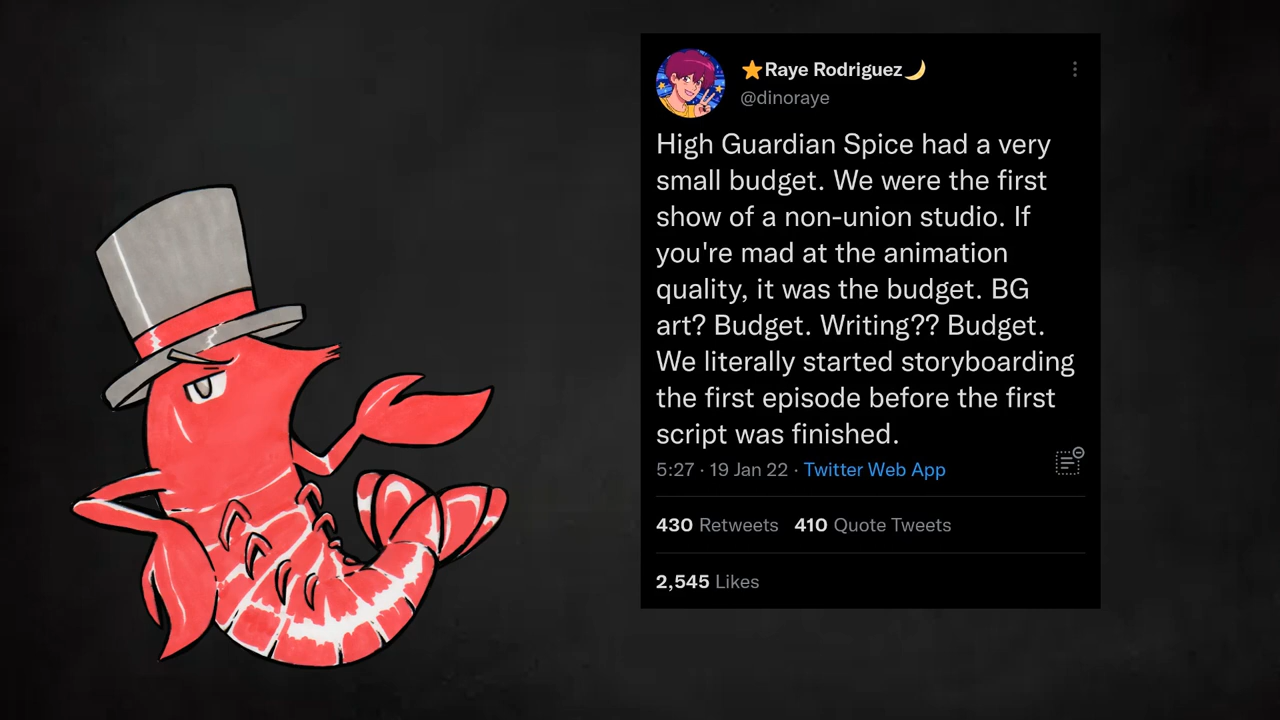 ⭐Raye Rodriguez🌙
@dinoraye
High Guardian Spice had a very
small budget. We were the first
show of a non-union studio. If
you're mad at the animation
quality, it was the budget. BG
art? Budget. Writing?? Budget.
We literally started storyboarding
the first episode before the first
script was finished.
5:27 · 19 Jan 22 · Twitter Web App
430 Retweets 410 Quote Tweets
2,545 Likes